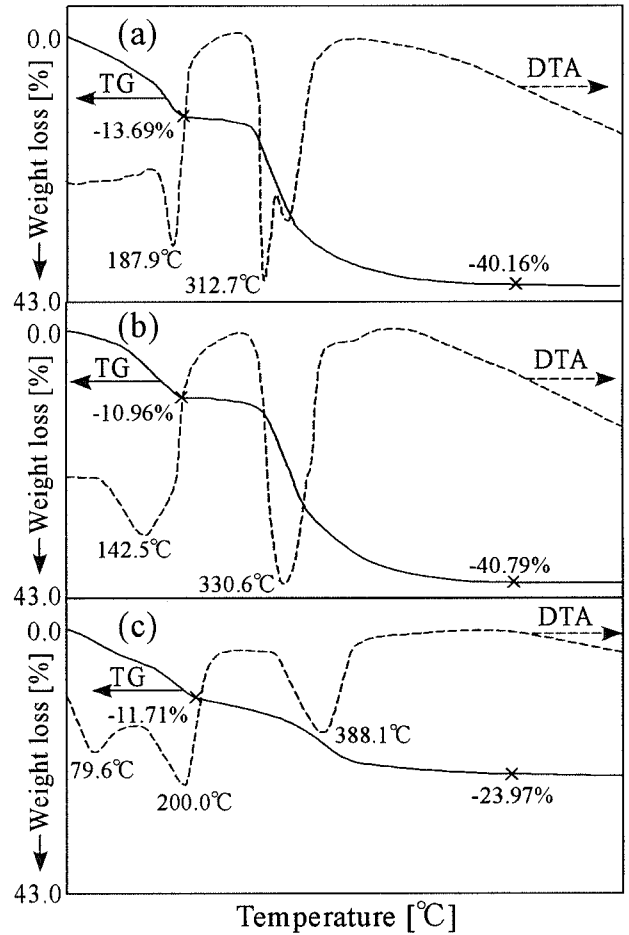 (a)
0.0
TG
DTA
-13.69%
187.9℃
312.7℃
-40.16%
43.0
Weight loss [%]
(b)
0.0
TG
DTA
-10.96%
142.5℃
330.6℃
-40.79%
43.0
Weight loss [%]
(c)
0.0
DTA
TG
-11.71%
79.6℃
200.0℃
388.1℃
-23.97%
43.0
Weight loss [%]
Temperature [℃]